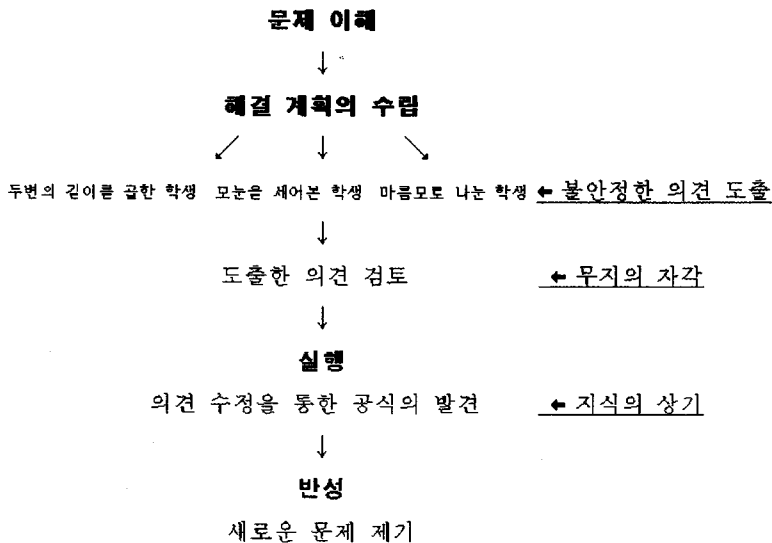 문제 이해
↓
해결 계획의 수립
↙ ↓ ↘
두변의 길이를 곱한 학생 모눈을 세어본 학생 마름모로 나눈 학생 ← 불안정한 의견 도출
↓
도출한 의견 검토 ← 무지의 자각
↓
실행
의견 수정을 통한 공식의 발견 ← 지식의 상기
↓
반성
새로운 문제 제기